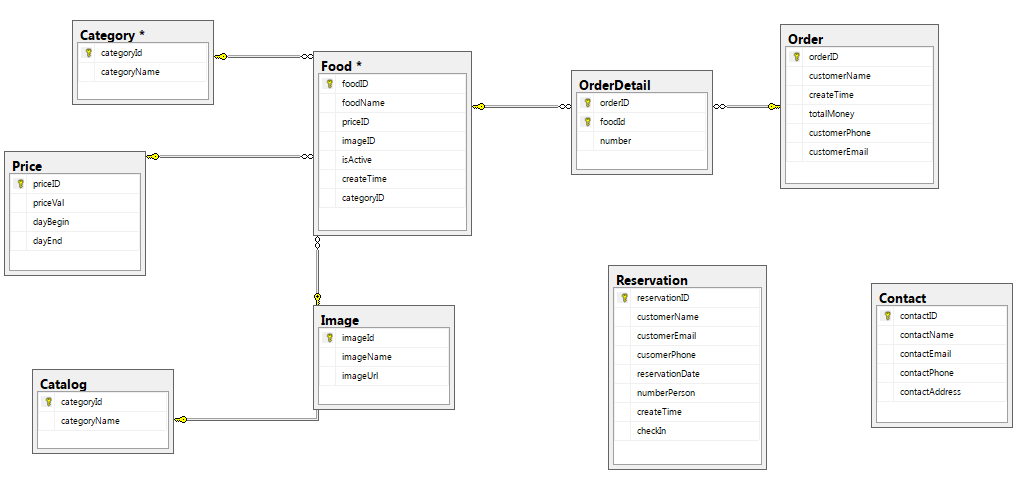 Category *
categoryId
categoryName
Food *
foodID
foodName
priceID
imageID
isActive
createTime
categoryID
OrderDetail
orderID
foodId
number
Order
orderID
customerName
createTime
totalMoney
customerPhone
customerEmail
Price
priceID
priceVal
dayBegin
dayEnd
Reservation
reservationID
customerName
customerEmail
cusomerPhone
reservationDate
numberPerson
createTime
checkIn
Contact
contactID
contactName
contactEmail
contactPhone
contactAddress
Image
imageId
imageName
imageUrl
Catalog
categoryId
categoryName